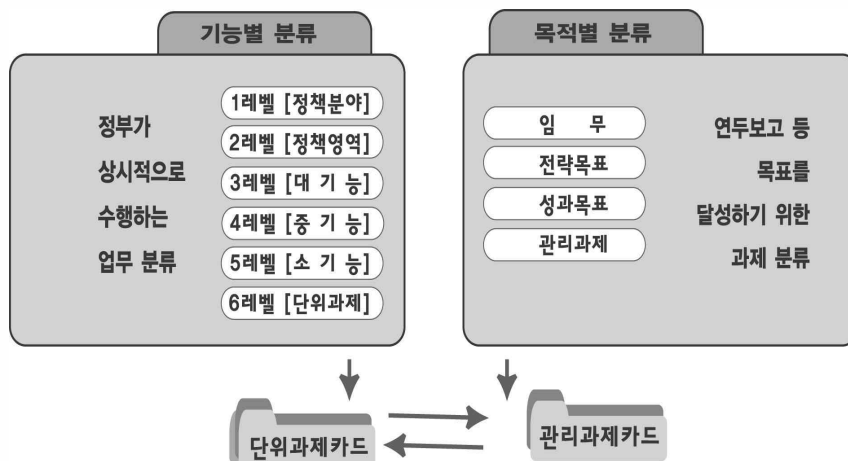 기능별 분류
정부가
상시적으로
수행하는
업무 분류
1레벨 [정책분야]
2레벨 [정책영역]
3레벨 [대 기 능]
4레벨 [중 기 능]
5레벨 [소 기 능]
6레벨 [단위과제]
목적별 분류
임 무
전략목표
성과목표
관리과제
연두보고 등
목표를
달성하기 위한
과제 분류
단위과제카드
관리과제카드